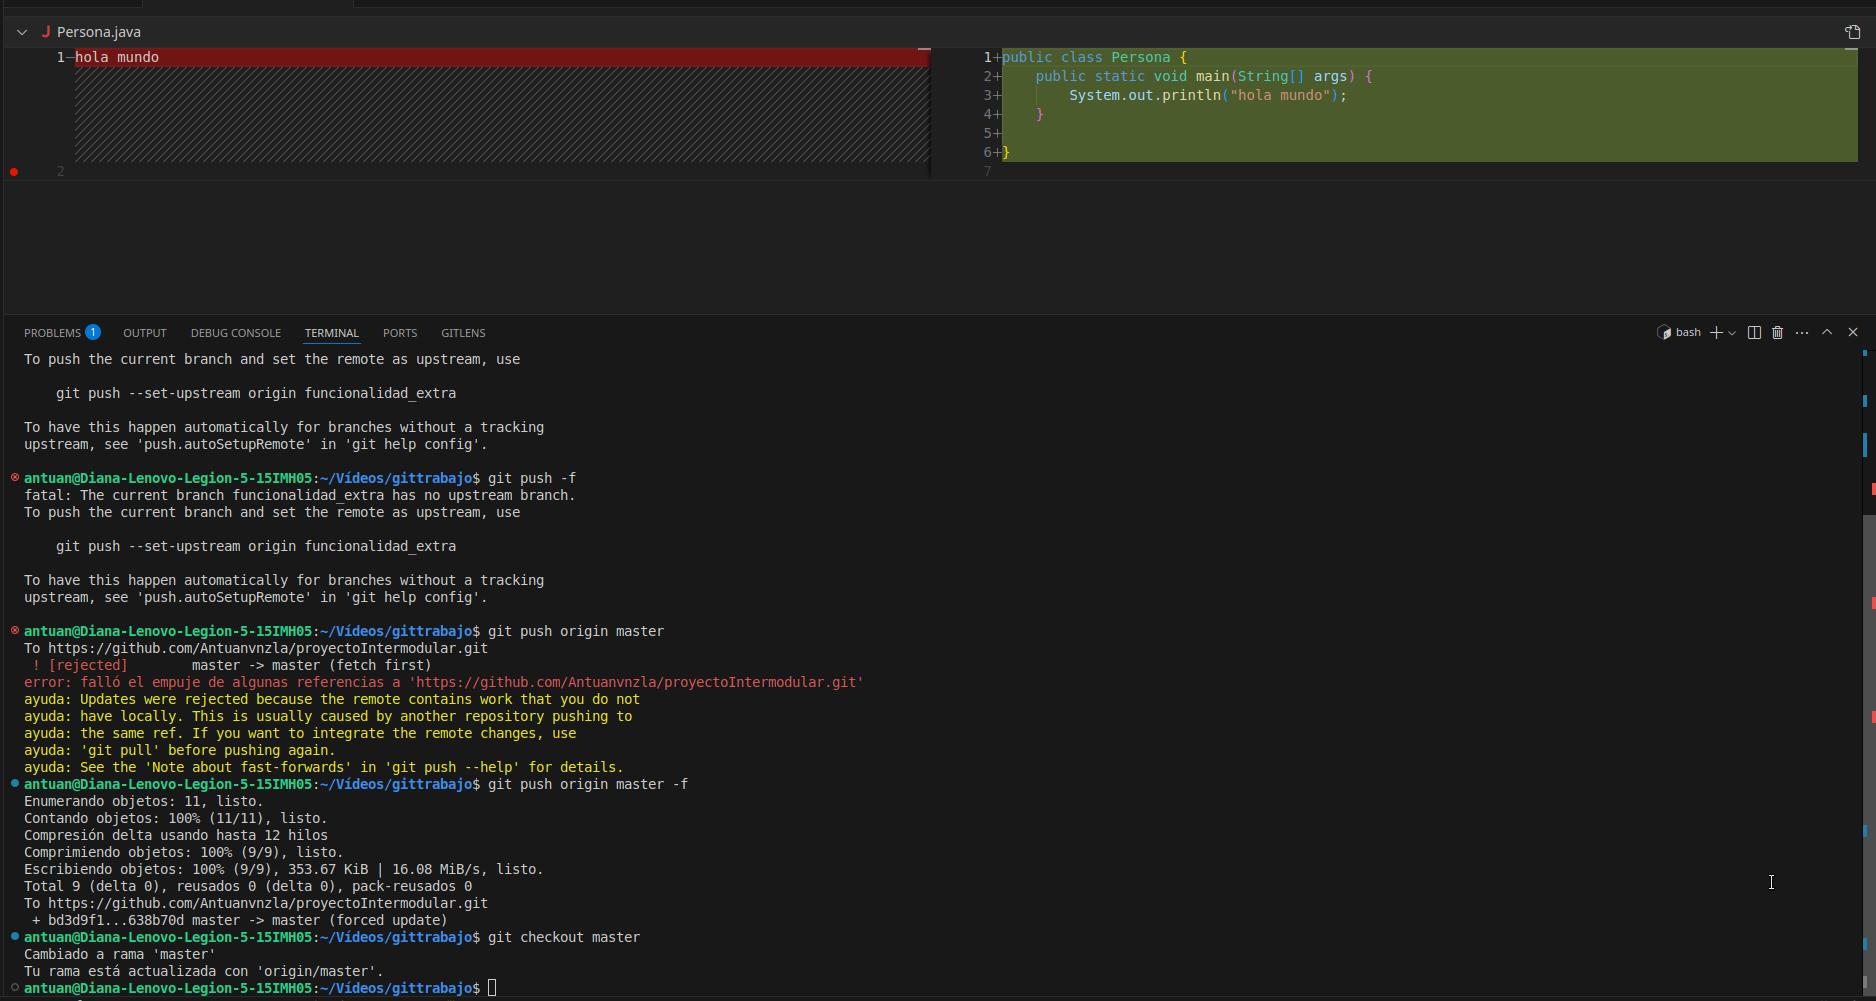 Persona.java
1 hola mundo
2
1 public class Persona {
2 public static void main(String[] args) {
3 System.out.println("hola mundo");
4 }
5
6 }
7
PROBLEMS 1 OUTPUT DEBUG CONSOLE TERMINAL PORTS GITLENS bash
To push the current branch and set the remote as upstream, use
git push --set-upstream origin funcionalidad_extra
To have this happen automatically for branches without a tracking
upstream, see 'push.autoSetupRemote' in 'git help config'.
antuan@Diana-Lenovo-Legion-5-15IMH05:~/Vídeos/gittrabajo$ git push -f
fatal: The current branch funcionalidad_extra has no upstream branch.
To push the current branch and set the remote as upstream, use
git push --set-upstream origin funcionalidad_extra
To have this happen automatically for branches without a tracking
upstream, see 'push.autoSetupRemote' in 'git help config'.
antuan@Diana-Lenovo-Legion-5-15IMH05:~/Vídeos/gittrabajo$ git push origin master
To https://github.com/Antuanvnzla/proyectoIntermodular.git
! [rejected] master -> master (fetch first)
error: falló el empuje de algunas referencias a 'https://github.com/Antuanvnzla/proyectoIntermodular.git'
ayuda: Updates were rejected because the remote contains work that you do not
ayuda: have locally. This is usually caused by another repository pushing to
ayuda: the same ref. If you want to integrate the remote changes, use
ayuda: 'git pull' before pushing again.
ayuda: See the 'Note about fast-forwards' in 'git push --help' for details.
antuan@Diana-Lenovo-Legion-5-15IMH05:~/Vídeos/gittrabajo$ git push origin master -f
Enumerando objetos: 11, listo.
Contando objetos: 100% (11/11), listo.
Compresión delta usando hasta 12 hilos
Comprimiendo objetos: 100% (9/9), listo.
Escribiendo objetos: 100% (9/9), 353.67 KiB | 16.08 MiB/s, listo.
Total 9 (delta 0), reusados 0 (delta 0), pack-reusados 0
To https://github.com/Antuanvnzla/proyectoIntermodular.git
+ bd3d9f1...638b70d master -> master (forced update)
antuan@Diana-Lenovo-Legion-5-15IMH05:~/Vídeos/gittrabajo$ git checkout master
Cambiado a rama 'master'
Tu rama está actualizada con 'origin/master'.
antuan@Diana-Lenovo-Legion-5-15IMH05:~/Vídeos/gittrabajo$